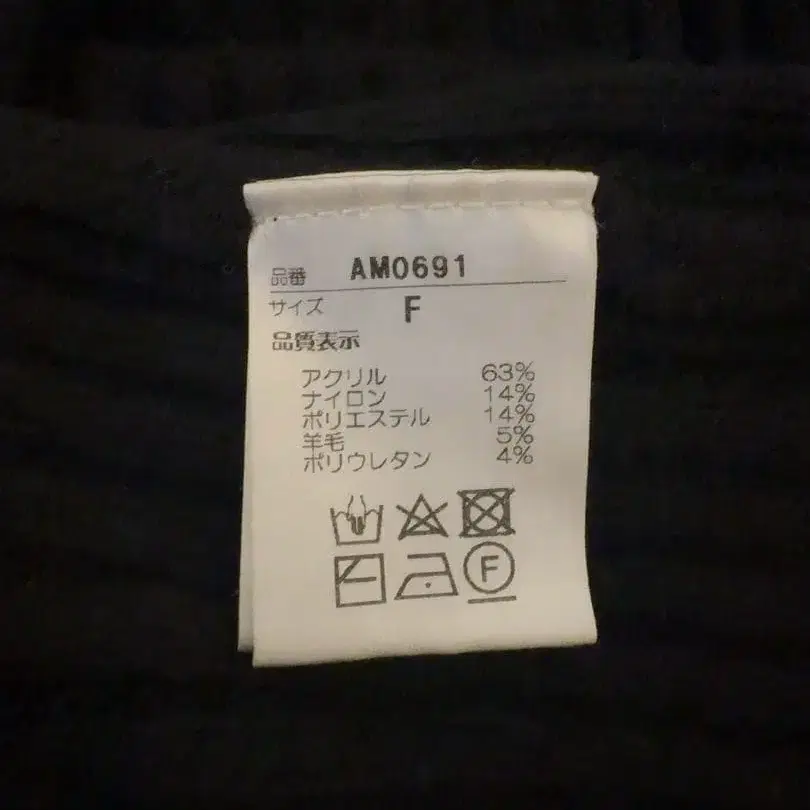 品番 AM0691
サイズ F
品質表示
アクリル 63%
ナイロン 14%
ポリエステル 14%
羊毛 5%
ポリウレタン 4%
F